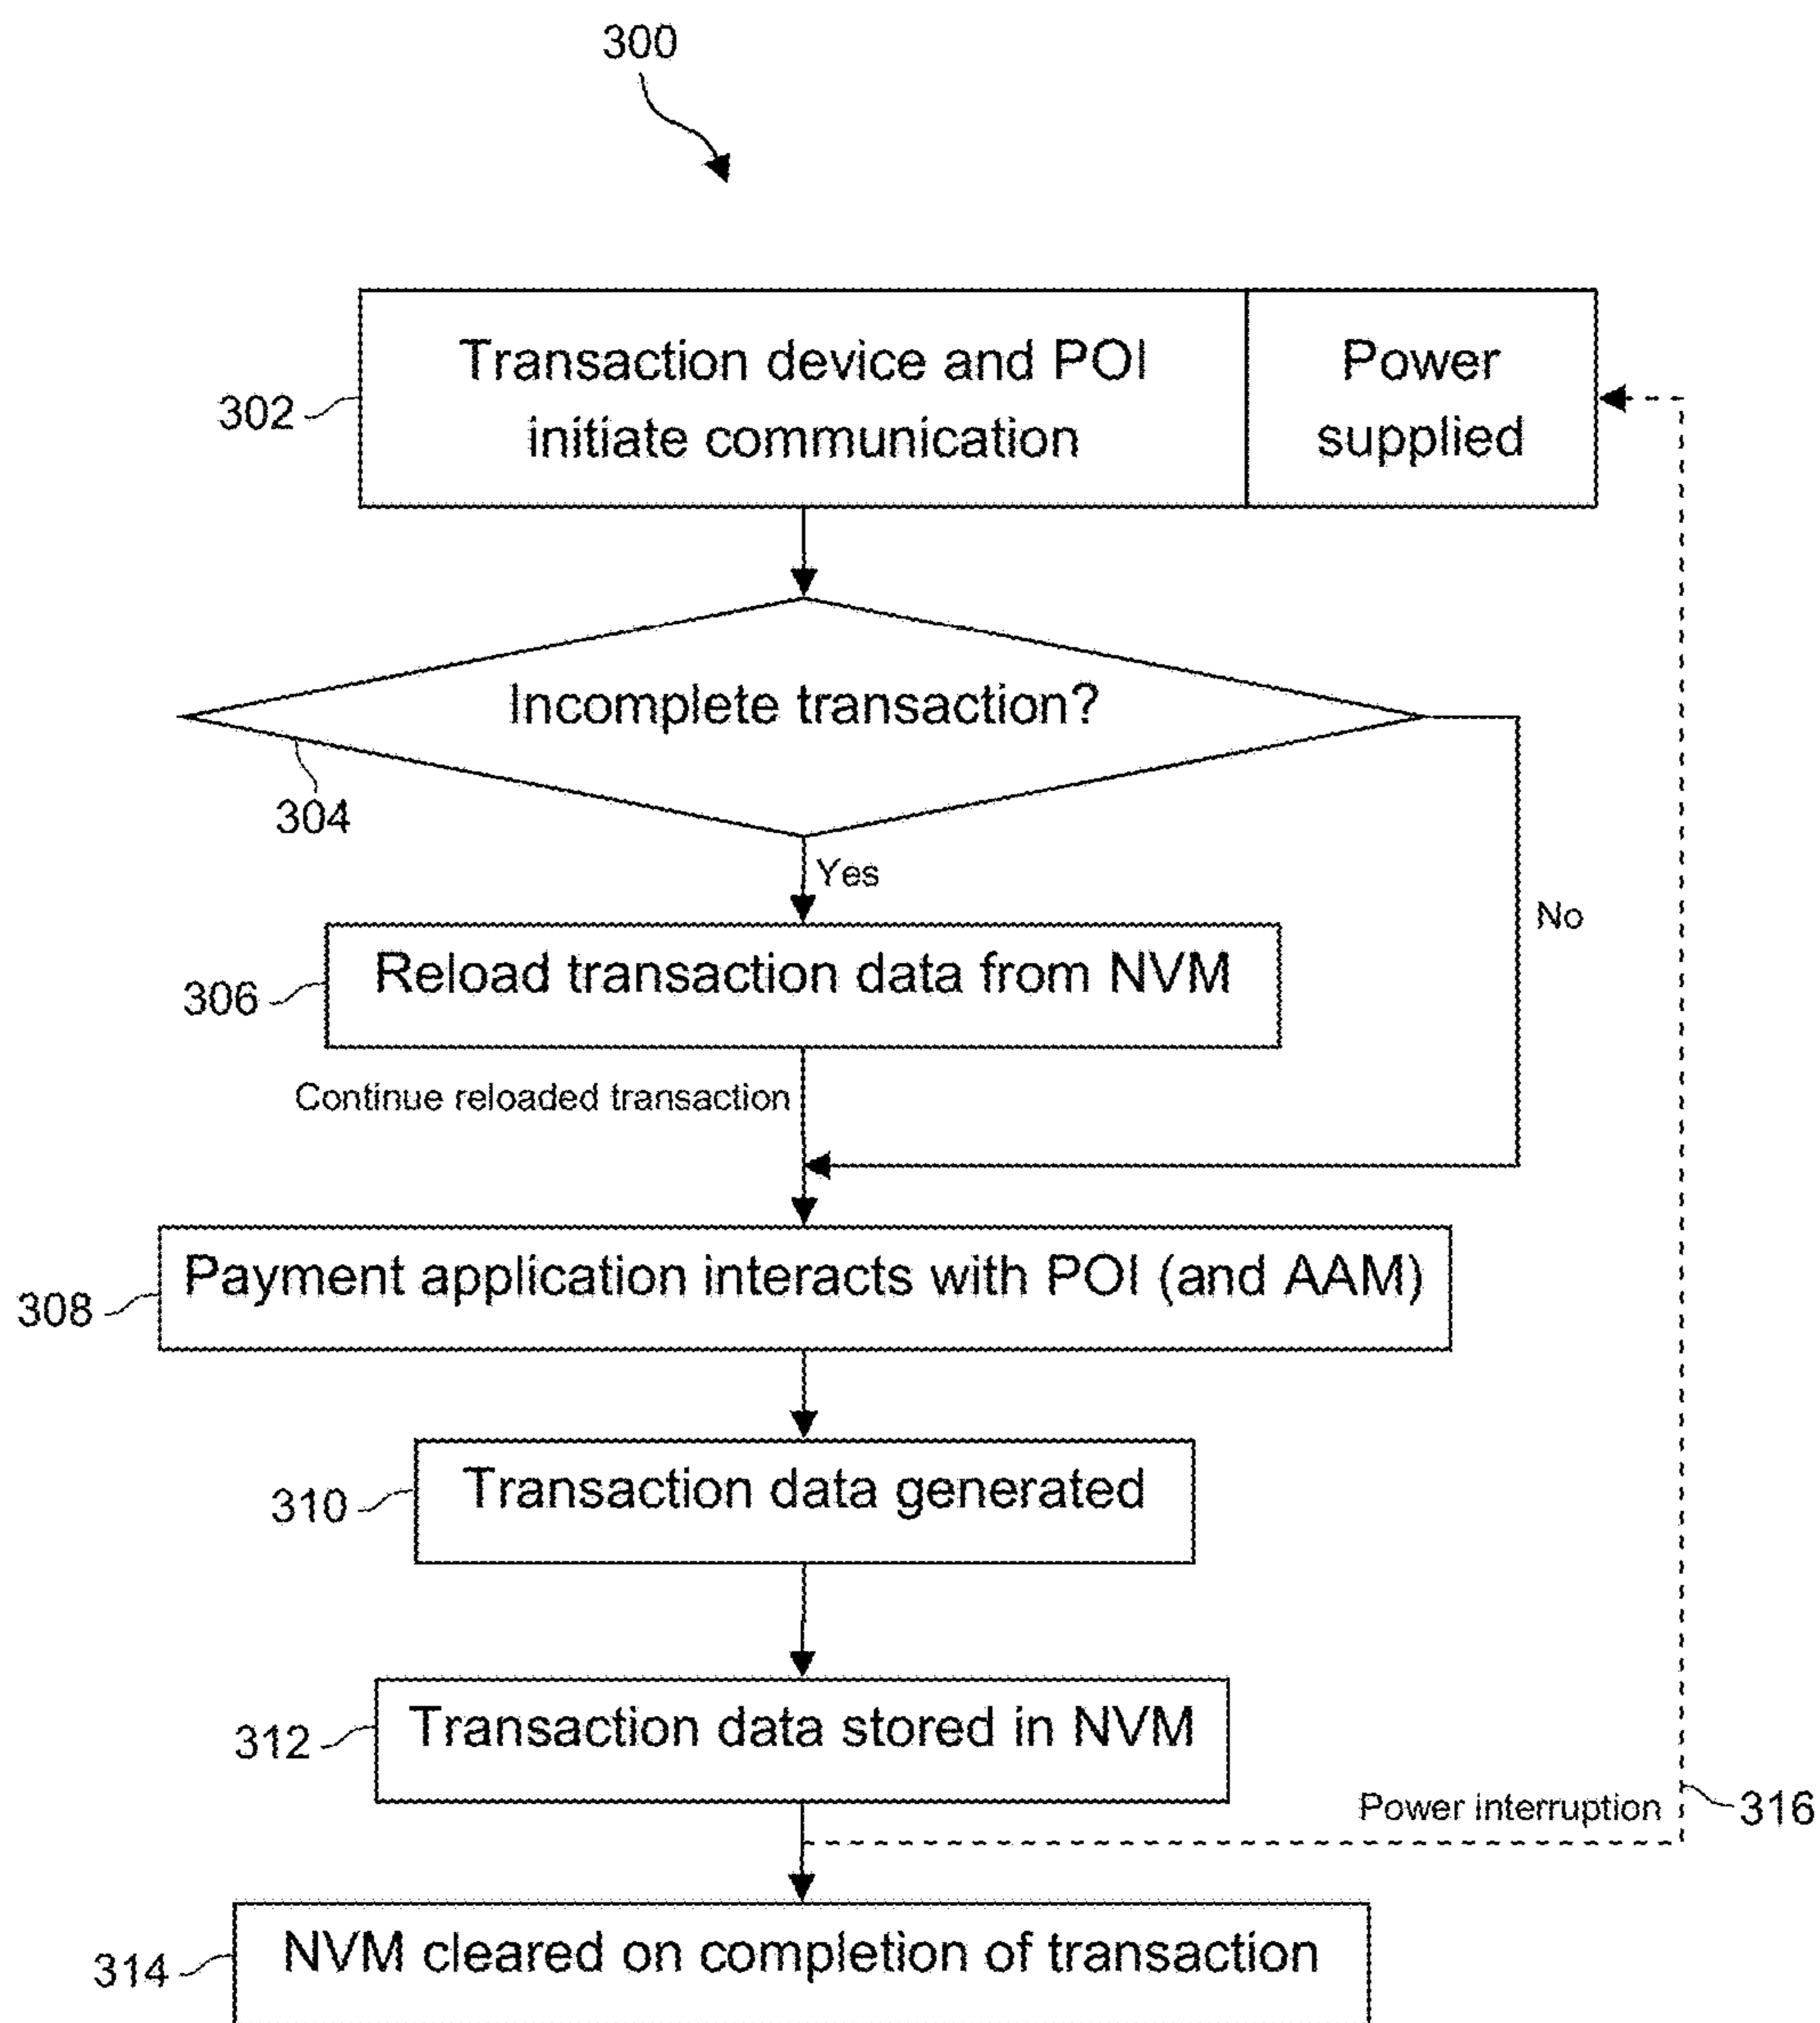 300
Transaction device and POI
initiate communication
Power
supplied
302
Incomplete transaction?
304
Yes
No
Reload transaction data from NVM
306
Continue reloaded transaction
Payment application interacts with POI (and AAM)
308
Transaction data generated
310
Transaction data stored in NVM
312
Power interruption
316
NVM cleared on completion of transaction
314